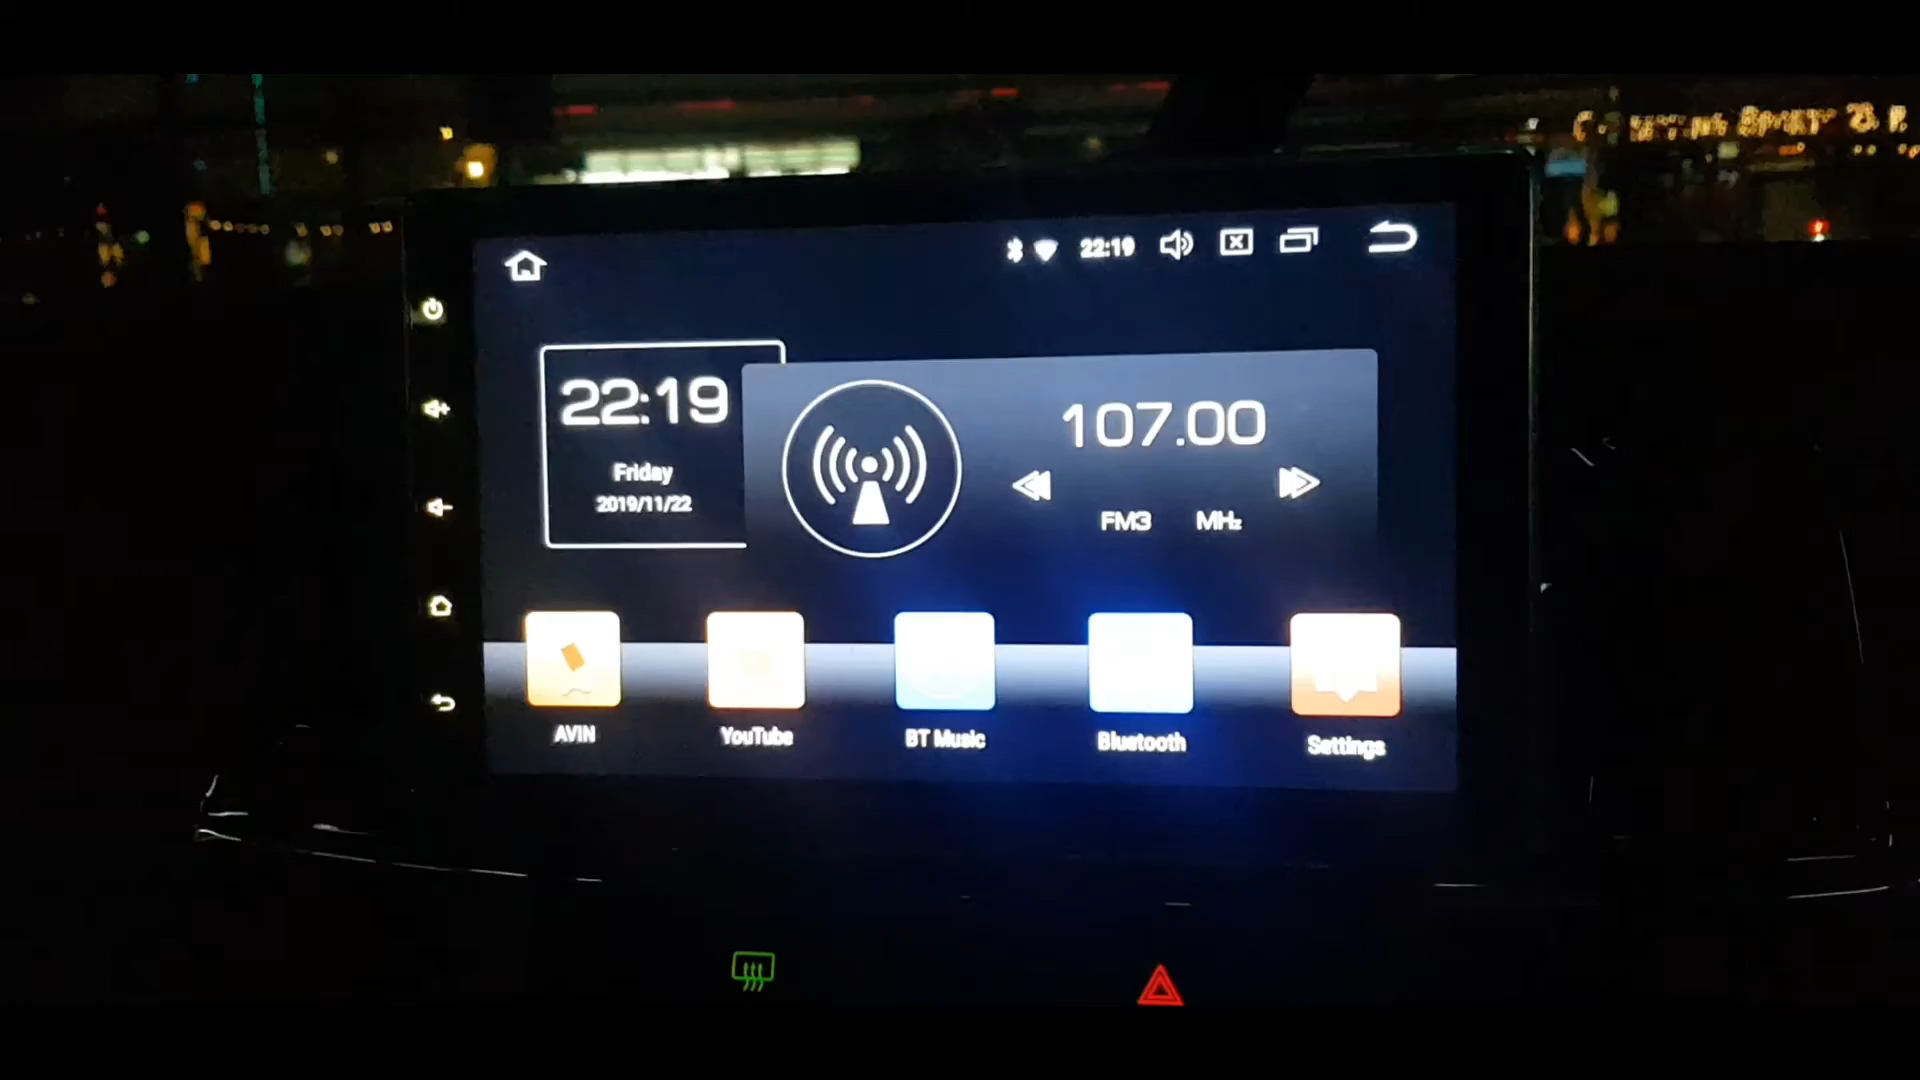 22:19
22:19
Friday
2019/11/22
107.00
FM3 MHz
AVIN
YouTube
BT Music
Bluetooth
Settings